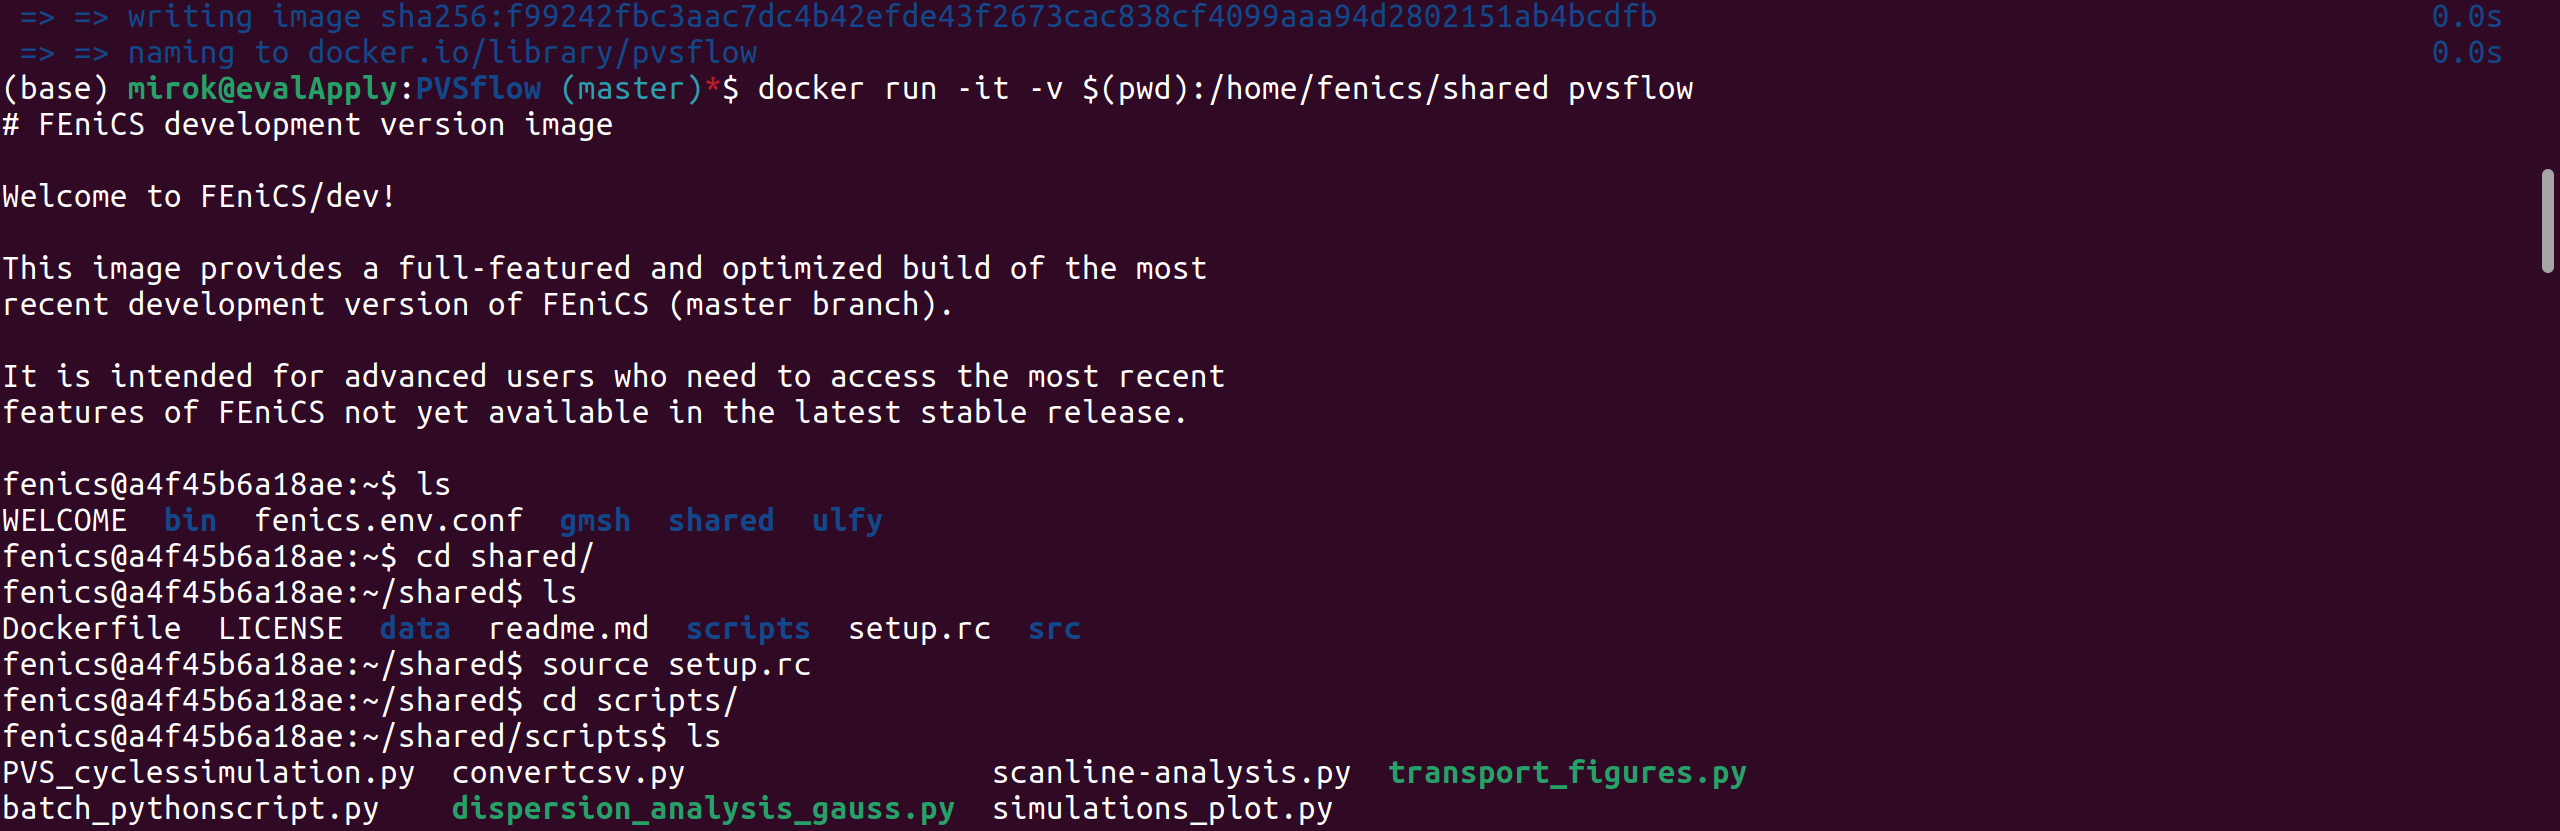 => => writing image sha256:f99242fbc3aac7dc4b42efde43f2673cac838cf4099aaa94d2802151ab4bcdfb 0.0s
=> => naming to docker.io/library/pvsflow 0.0s
(base) mirok@evalApply:PVSflow (master)*$ docker run -it -v $(pwd):/home/fenics/shared pvsflow
# FEniCS development version image
Welcome to FEniCS/dev!
This image provides a full-featured and optimized build of the most
recent development version of FEniCS (master branch).
It is intended for advanced users who need to access the most recent
features of FEniCS not yet available in the latest stable release.
fenics@a4f45b6a18ae:~$ ls
WELCOME  bin  fenics.env.conf  gmsh  shared  ulfy
fenics@a4f45b6a18ae:~$ cd shared/
fenics@a4f45b6a18ae:~/shared$ ls
Dockerfile  LICENSE  data  readme.md  scripts  setup.rc  src
fenics@a4f45b6a18ae:~/shared$ source setup.rc
fenics@a4f45b6a18ae:~/shared$ cd scripts/
fenics@a4f45b6a18ae:~/shared/scripts$ ls
PVS_cyclessimulation.py  convertcsv.py  scanline-analysis.py  transport_figures.py
batch_pythonscript.py  dispersion_analysis_gauss.py  simulations_plot.py